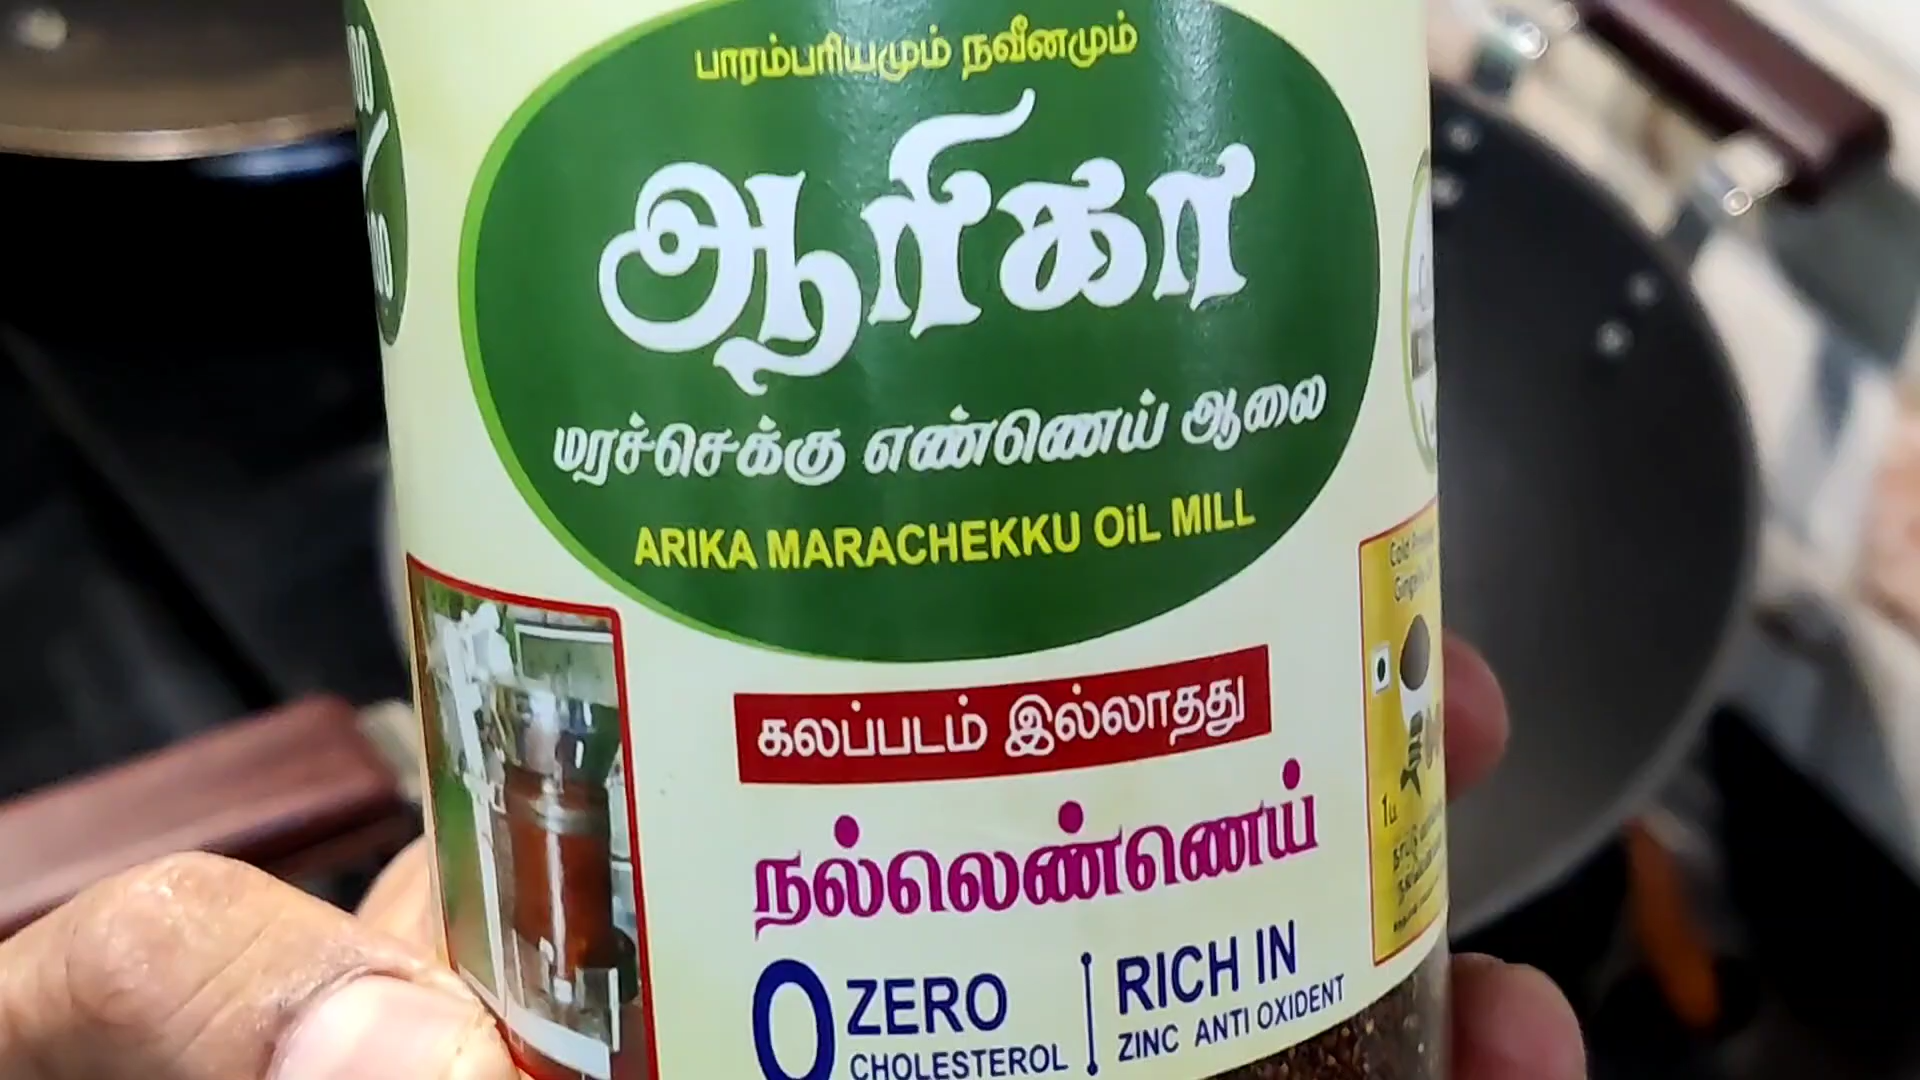 பாரம்பரியமும் நவீனமும்
ஆரிகா
மரச்செக்கு எண்ணெய் ஆலை
ARIKA MARACHEKKU OiL MILL
கலப்படம் இல்லாதது
நல்லெண்ணெய்
0 ZERO
CHOLESTEROL
RICH IN
ZINC ANTI OXIDENT
Cold